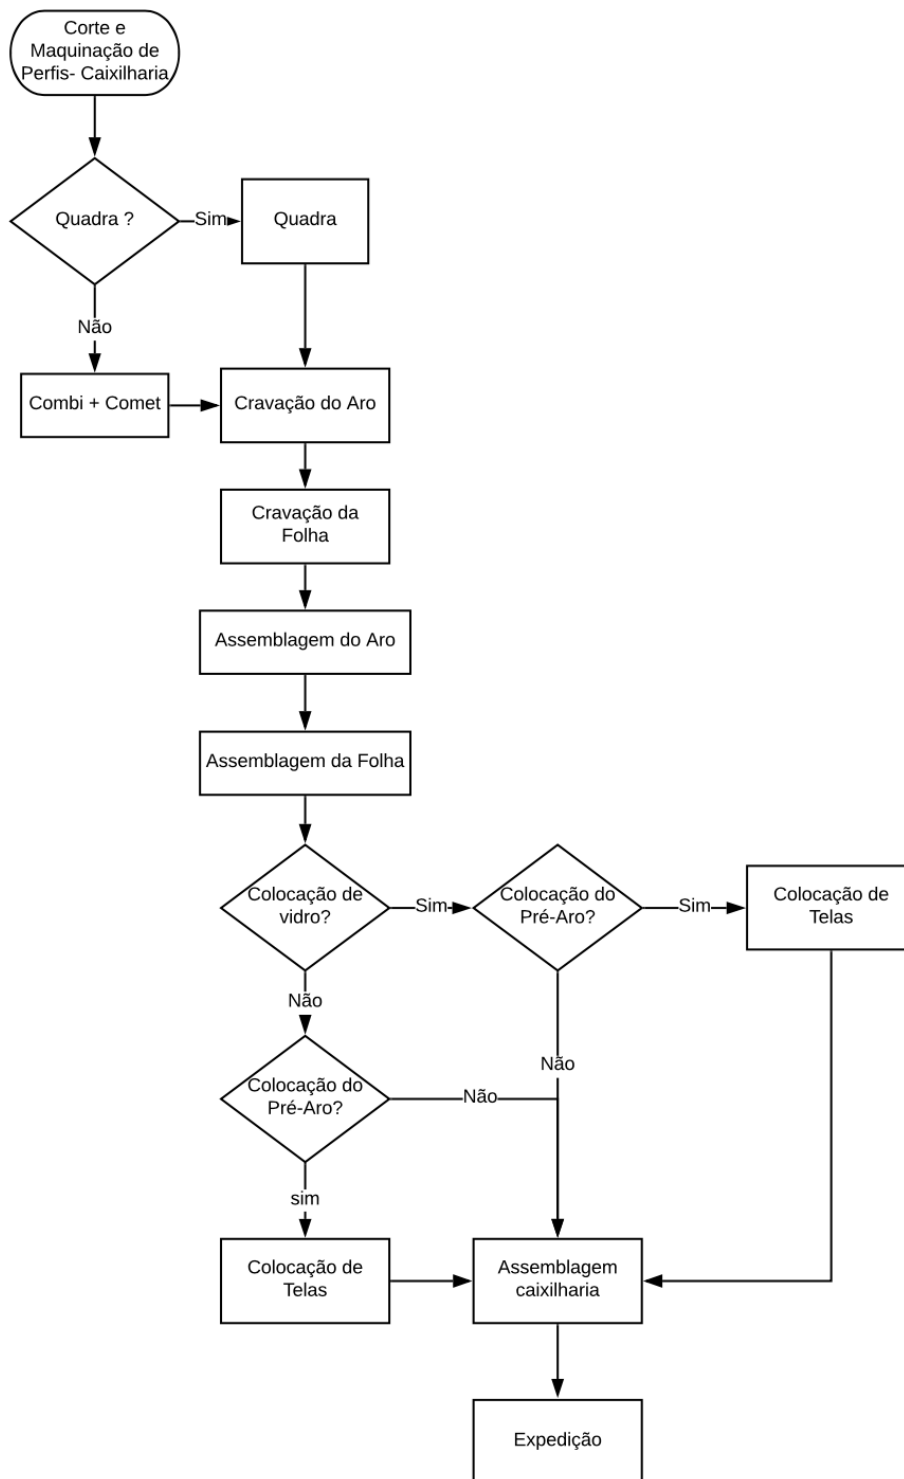 Corte e
Maquinação de
Perfis- Caixilharia
Quadra ?
Sim
Quadra
Não
Combi + Comet
Cravação do Aro
Cravação da
Folha
Assemblagem do Aro
Assemblagem da Folha
Colocação de
vidro?
Sim
Colocação do
Pré-Aro?
Sim
Colocação de
Telas
Não
Não
Colocação do
Pré-Aro?
Não
sim
Colocação de
Telas
Assemblagem
caixilharia
Expedição